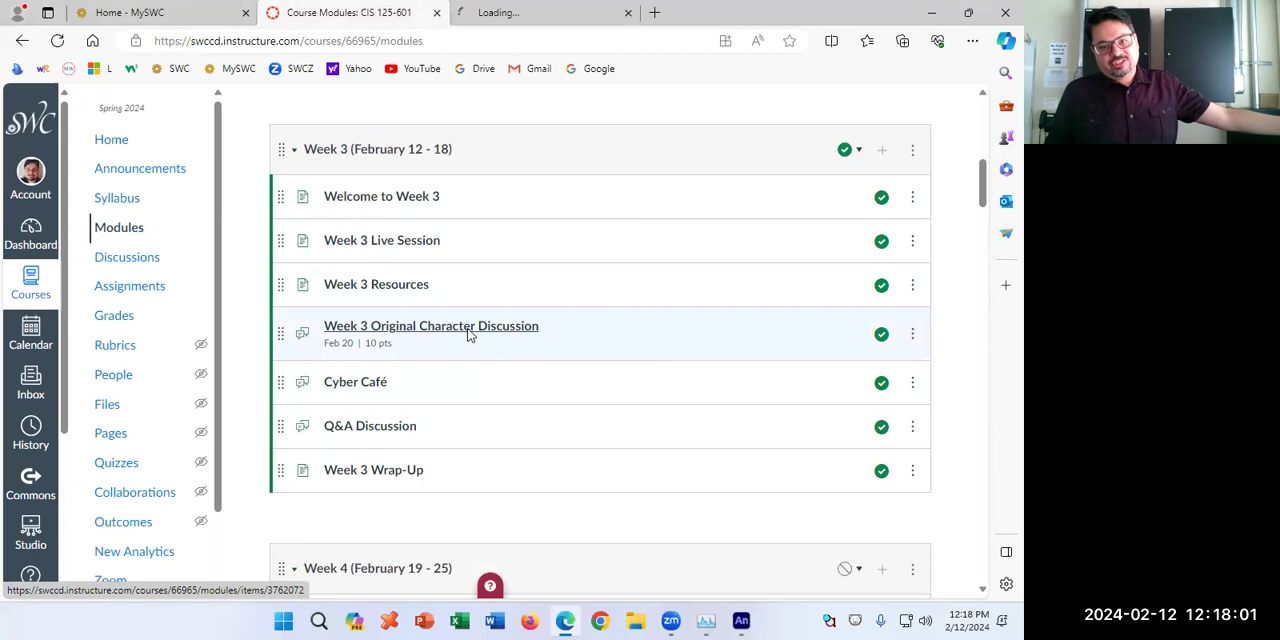 Home - MySWC
Course Modules: CIS 125-601
Loading...
https://swccd.instructure.com/courses/66965/modules
L
SWC
MySWC
SWCZ
Drive
Gmail
Google
SWC
Account
Dashboard
Courses
Calendar
Inbox
History
Commons
Studio
Spring 2024
Home
Announcements
Syllabus
Modules
Discussions
Assignments
Grades
Rubrics
People
Files
Pages
Quizzes
Collaborations
Outcomes
New Analytics
Zoom
Week 3 (February 12 - 18)
Welcome to Week 3
Week 3 Live Session
Week 3 Resources
Week 3 Original Character Discussion
Feb 20 | 10 pts
Cyber Café
Q&A Discussion
Week 3 Wrap-Up
Week 4 (February 19 - 25)
https://swccd.instructure.com/courses/66965/modules/items/3762072
12:18 PM
2/12/2024
2024-02-12 12:18:01